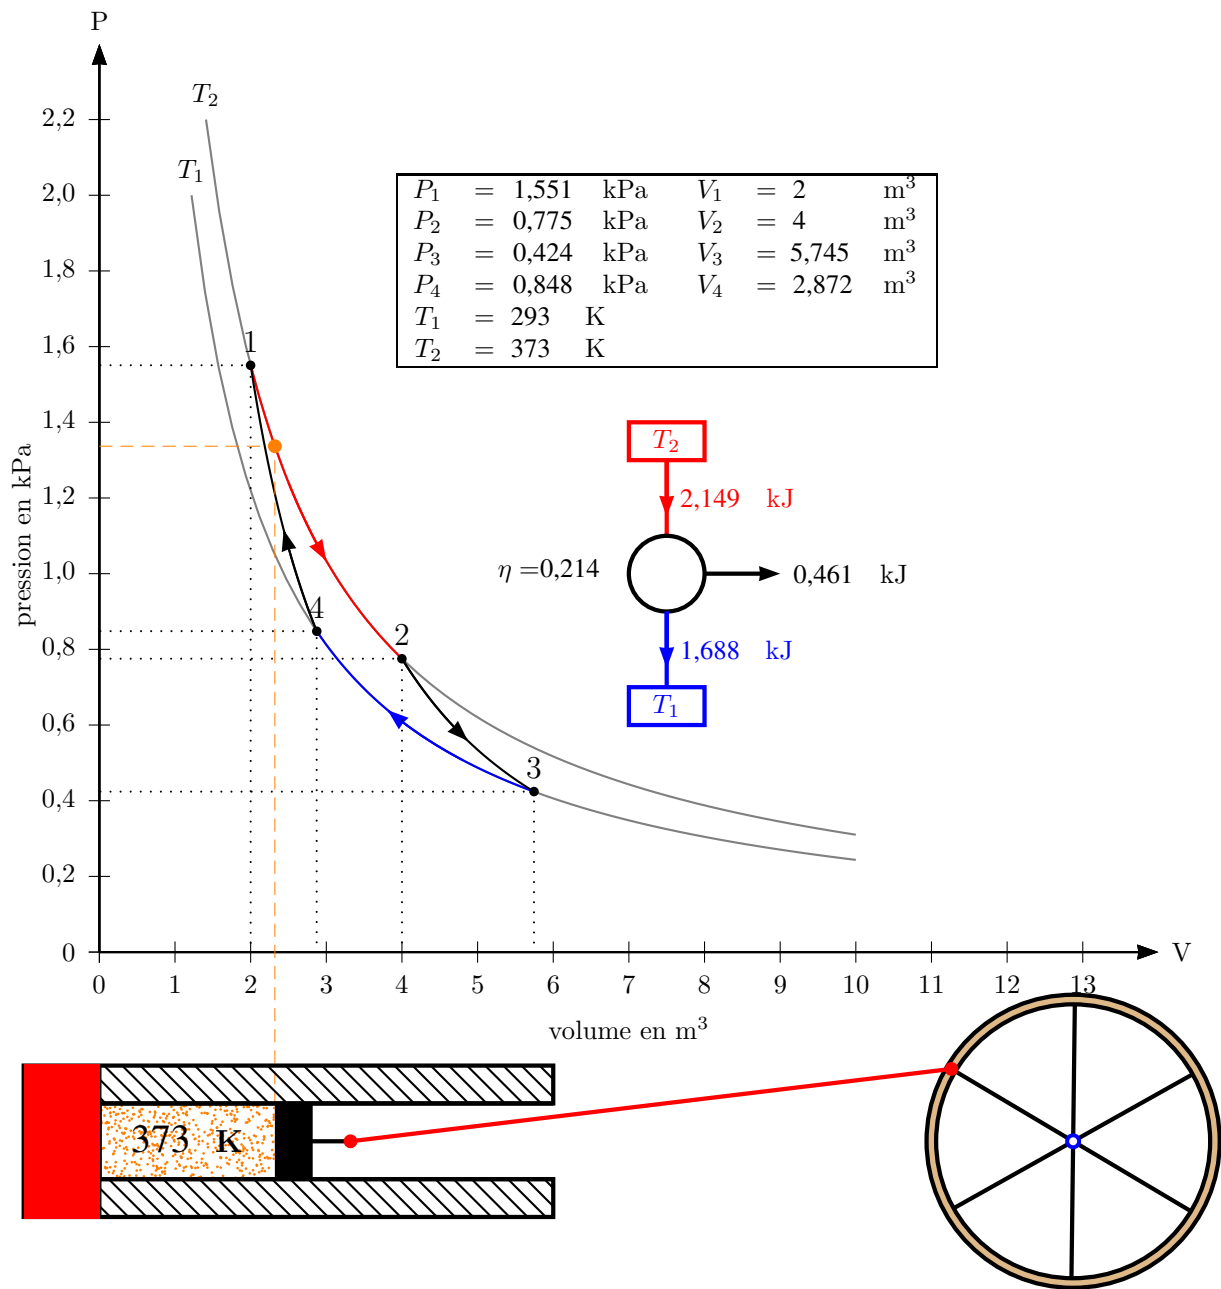 P
T₂
T₁
2,2
2,0
1,8
1,6
1,4
1,2
1,0
0,8
0,6
0,4
0,2
0
pression en kPa
P₁ = 1,551 kPa V₁ = 2 m³
P₂ = 0,775 kPa V₂ = 4 m³
P₃ = 0,424 kPa V₃ = 5,745 m³
P₄ = 0,848 kPa V₄ = 2,872 m³
T₁ = 293 K
T₂ = 373 K
1
4
2
3
T₂
2,149 kJ
η =0,214
0,461 kJ
1,688 kJ
T₁
V
0 1 2 3 4 5 6 7 8 9 10 11 12 13
volume en m³
373 K